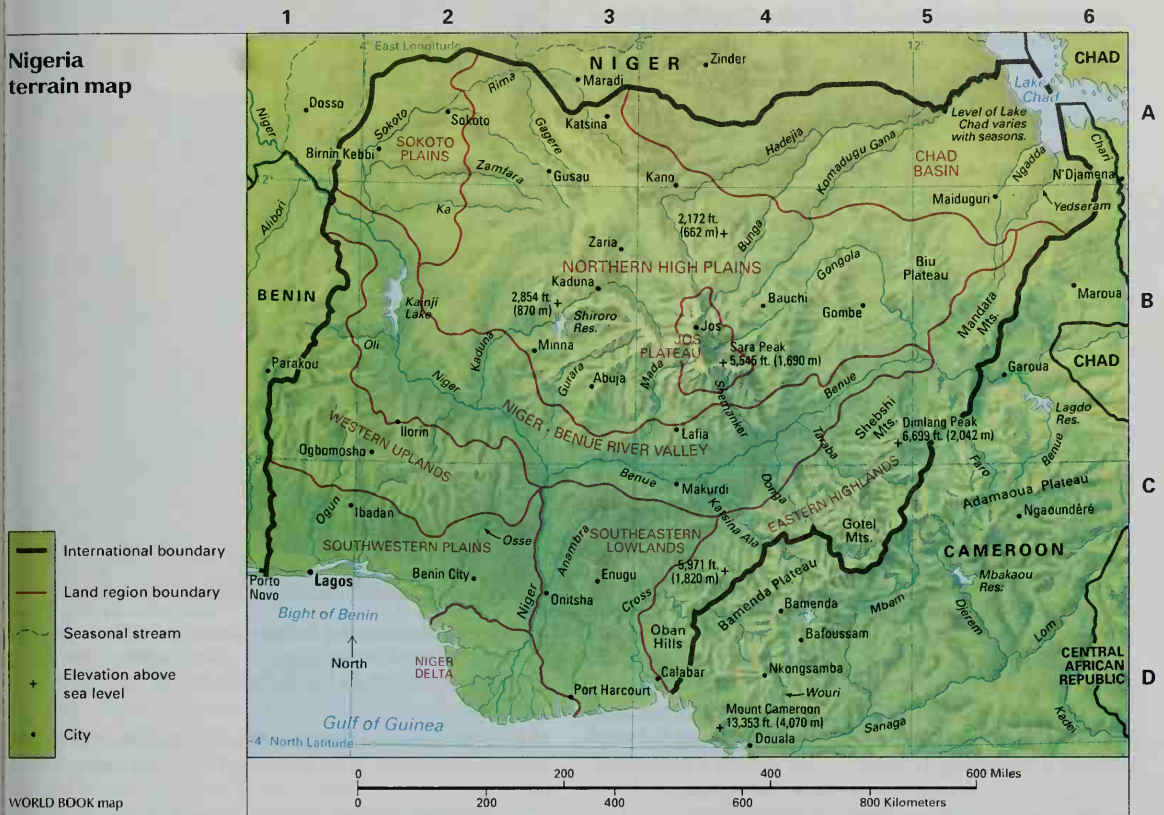 Nigeria
terrain map
1 2 3 4 5 6
A
B
C
D
4° East Longitude
8°
12°
12°
8
4 North Latitude
NIGER
CHAD
Zinder
Maradi
Rima
Lake
Chad
Dosso
Niger
Sokoto
Sokoto
Katsina
Level of Lake
Chad varies
with seasons.
Gagere
Hadejia
Komadugu Gana
Birnin Kebbi
SOKOTO
PLAINS
CHAD
BASIN
Ngadda
Chari
Zamfara
Gusau
Kano
N'Djamena
Maiduguri
Yedseram
Alibori
Ka
2,172 ft.
(662 m)+
Bunga
Zaria
NORTHERN HIGH PLAINS
Gongola
Biu
Plateau
BENIN
Kaduna
2,854 ft.
(870 m)
+
Kainji
Lake
Shiroro
Res.
Bauchi
Gombe
Mandara
Mts.
Maroua
Jos
JOS
PLATEAU
Minna
Oli
Kaduna
Sara Peak
+ 5,545 ft. (1,690 m)
CHAD
Parakou
Garoua
Niger
Gurara
Abuja
Mada
Shemanker
Benue
Lagdo
Res.
NIGER - BENUE RIVER VALLEY
Shebshi
Mts.
Dimlang Peak
+ 6,699 ft. (2,042 m)
WESTERN UPLANDS
Ilorin
Lafia
Taraba
Ogbomosho
Benue
Faro
Benue
Makurdi
Donga
Adamaoua Plateau
EASTERN HIGHLANDS
Katsina Ala
Ngaoundéré
Ogun
Ibadan
Osse
SOUTHWESTERN PLAINS
Anambra
SOUTHEASTERN
LOWLANDS
Gotel
Mts.
CAMEROON
5,971 ft.
(1,820 m)
+
Porto
Novo
Lagos
Benin City
Enugu
Bamenda Plateau
Mbakaou
Res.
Onitsha
Niger
Cross
Bamenda
Mbam
Djerem
Bight of Benin
Oban
Hills
Bafoussam
Lom
North
NIGER
DELTA
CENTRAL
AFRICAN
REPUBLIC
Calabar
Nkongsamba
Port Harcourt
Wouri
Mount Cameroon
+ 13,353 ft. (4,070 m)
Gulf of Guinea
Sanaga
Kadei
Douala
International boundary
Land region boundary
Seasonal stream
+ Elevation above
sea level
City
WORLD BOOK map
0 200 400 600 Miles
0 200 400 600 800 Kilometers